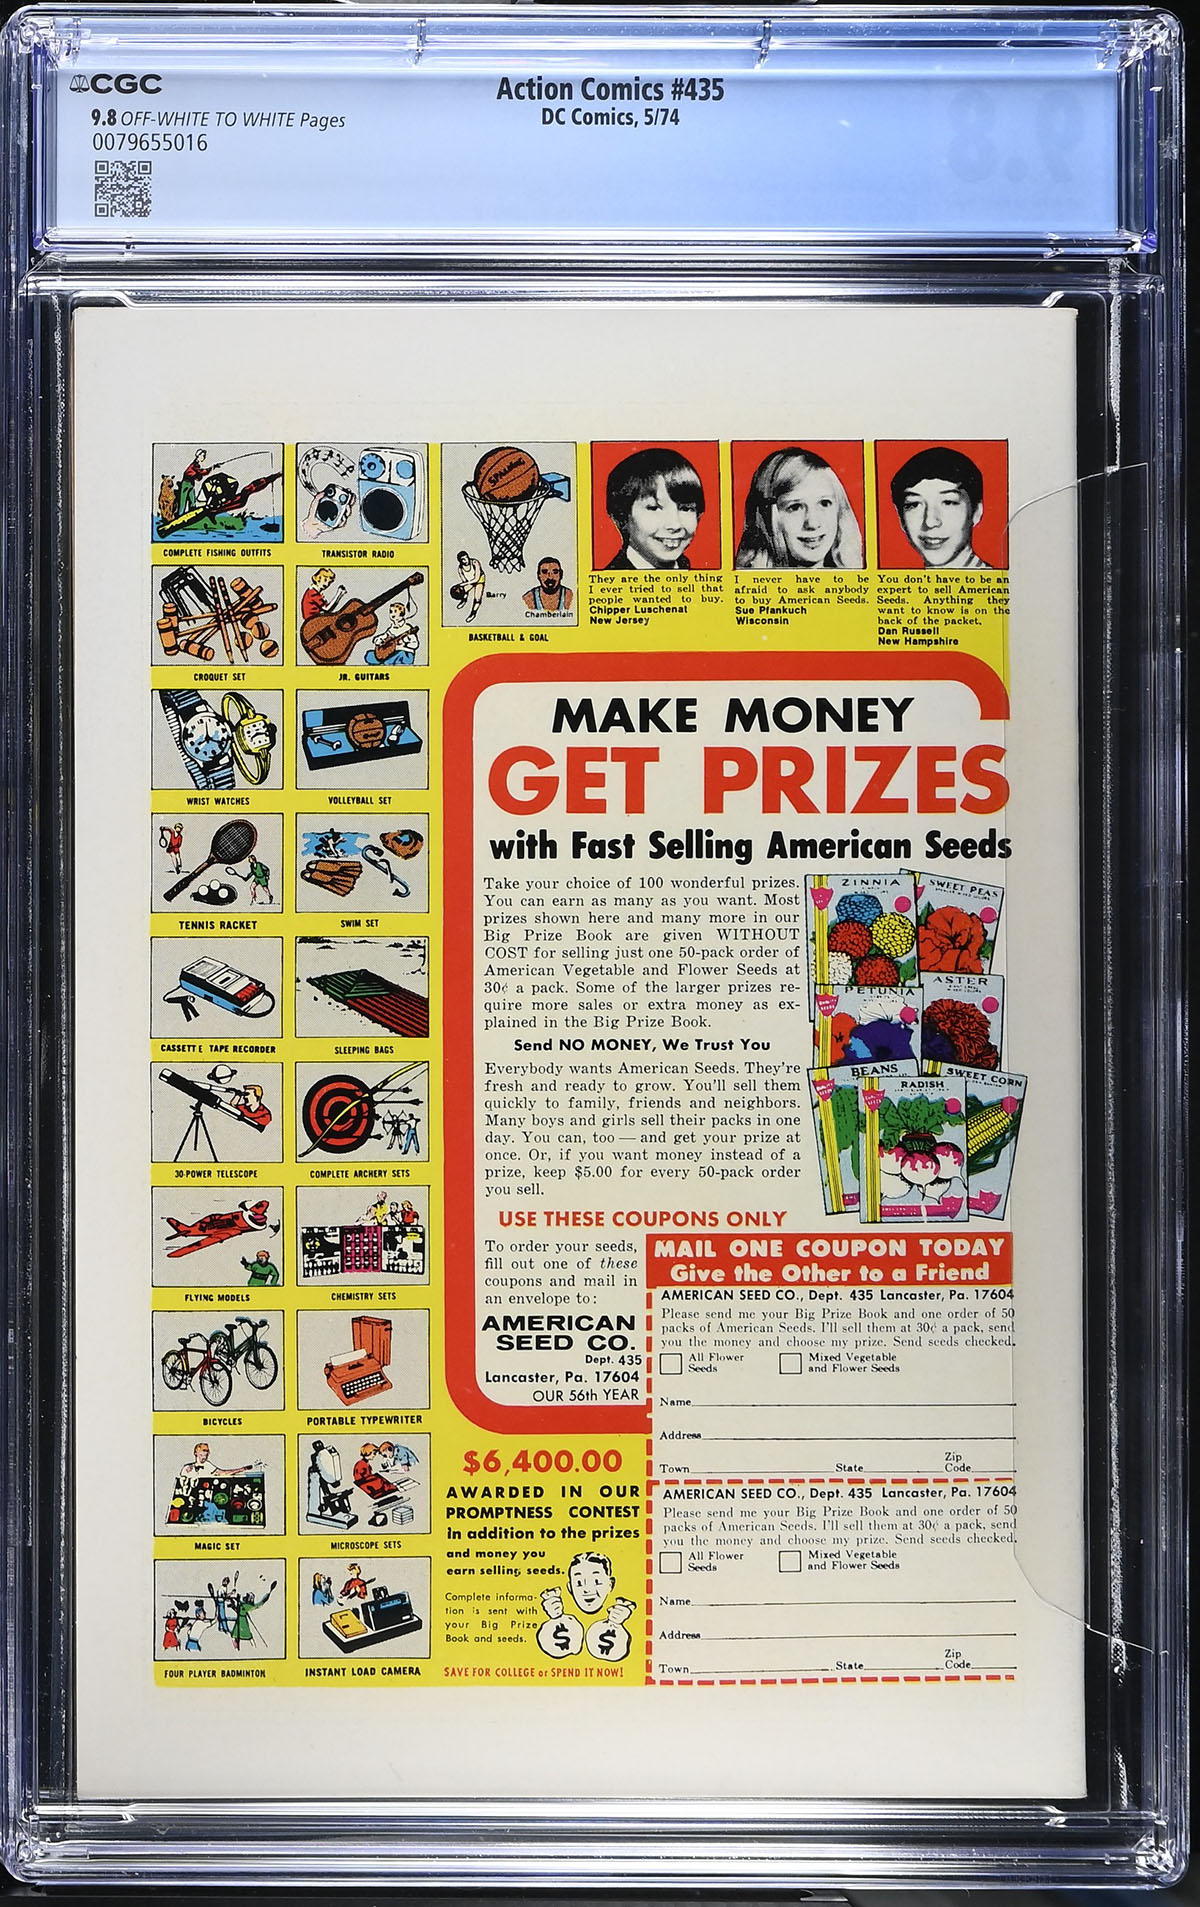 CGC
9.8 OFF-WHITE TO WHITE Pages
0079655016
Action Comics #435
DC Comics, 5/74
9.8
COMPLETE FISHING OUTFITS
TRANSISTOR RADIO
CROQUET SET
JR. GUITARS
WRIST WATCHES
VOLLEYBALL SET
TENNIS RACKET
SWIM SET
CASSETTE TAPE RECORDER
SLEEPING BAGS
30-POWER TELESCOPE
COMPLETE ARCHERY SETS
FLYING MODELS
CHEMISTRY SETS
BICYCLES
PORTABLE TYPEWRITER
MAGIC SET
MICROSCOPE SETS
FOUR PLAYER BADMINTON
INSTANT LOAD CAMERA
SPALDING
Barry
Chamberlain
BASKETBALL & GOAL
They are the only thing
I ever tried to sell that
people wanted to buy.
Chipper Luschenat
New Jersey
I never have to be
afraid to ask anybody
to buy American Seeds.
Sue Pfankuch
Wisconsin
You don't have to be an
expert to sell American
Seeds. Anything they
want to know is on the
back of the packet.
Dan Russell
New Hampshire
MAKE MONEY
GET PRIZES
with Fast Selling American Seeds
Take your choice of 100 wonderful prizes.
You can earn as many as you want. Most
prizes shown here and many more in our
Big Prize Book are given WITHOUT
COST for selling just one 50-pack order of
American Vegetable and Flower Seeds at
30¢ a pack. Some of the larger prizes re-
quire more sales or extra money as ex-
plained in the Big Prize Book.
Send NO MONEY, We Trust You
Everybody wants American Seeds. They're
fresh and ready to grow. You'll sell them
quickly to family, friends and neighbors.
Many boys and girls sell their packs in one
day. You can, too — and get your prize at
once. Or, if you want money instead of a
prize, keep $5.00 for every 50-pack order
you sell.
ZINNIA
SWEET PEAS
PETUNIA
ASTER
BEANS
RADISH
SWEET CORN
USE THESE COUPONS ONLY
To order your seeds,
fill out one of these
coupons and mail in
an envelope to:
AMERICAN
SEED CO.
Dept. 435
Lancaster, Pa. 17604
OUR 56th YEAR
MAIL ONE COUPON TODAY
Give the Other to a Friend
AMERICAN SEED CO., Dept. 435 Lancaster, Pa. 17604
Please send me your Big Prize Book and one order of 50
packs of American Seeds. I'll sell them at 30¢ a pack, send
you the money and choose my prize. Send seeds checked.
All Flower
Seeds
Mixed Vegetable
and Flower Seeds
Name
Address
Town State Zip Code
AMERICAN SEED CO., Dept. 435 Lancaster, Pa. 17604
Please send me your Big Prize Book and one order of 50
packs of American Seeds. I'll sell them at 30¢ a pack, send
you the money and choose my prize. Send seeds checked.
All Flower
Seeds
Mixed Vegetable
and Flower Seeds
Name
Address
Town State Zip Code
$6,400.00
AWARDED IN OUR
PROMPTNESS CONTEST
in addition to the prizes
and money you
earn selling seeds.
Complete informa-
tion is sent with
your Big Prize
Book and seeds.
$ $
SAVE FOR COLLEGE or SPEND IT NOW!